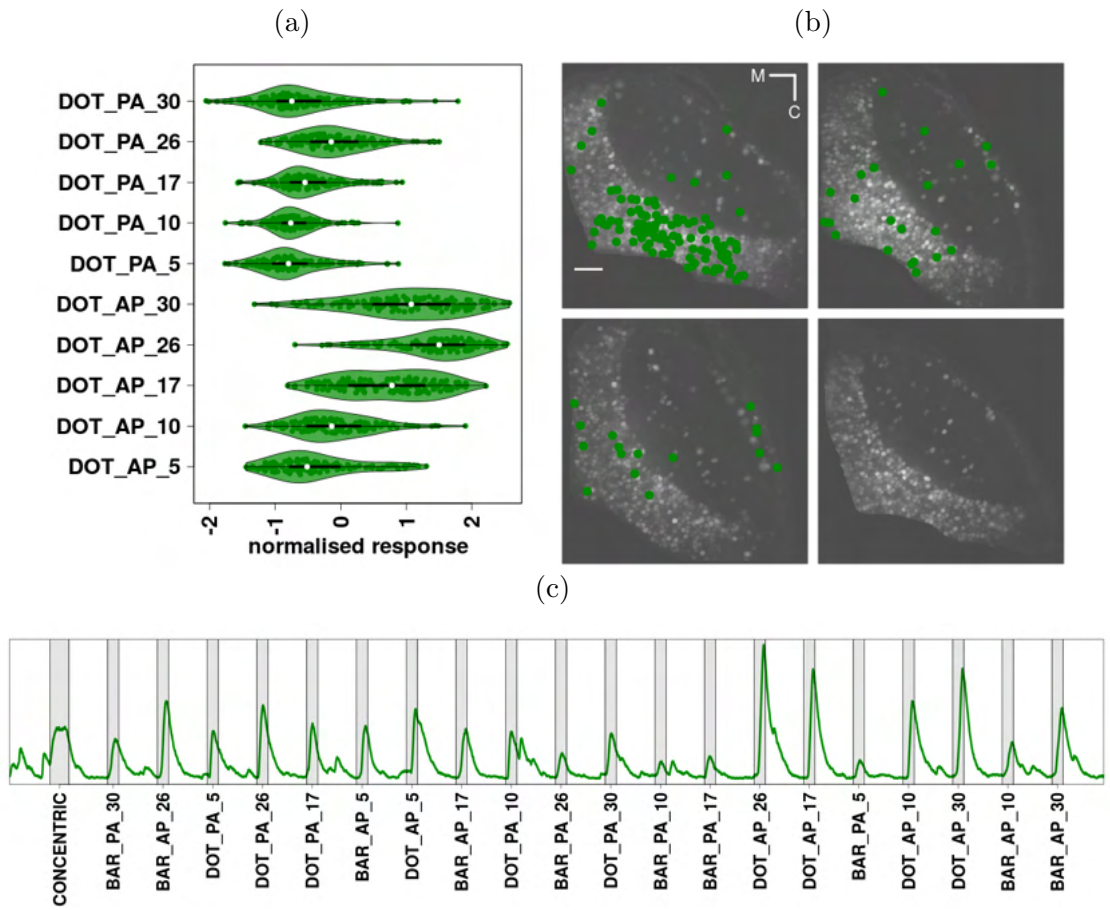 (a)
DOT_PA_30
DOT_PA_26
DOT_PA_17
DOT_PA_10
DOT_PA_5
DOT_AP_30
DOT_AP_26
DOT_AP_17
DOT_AP_10
DOT_AP_5
-2 -1 0 1 2
normalised response
(b)
M
C
(c)
CONCENTRIC
BAR_PA_30
BAR_AP_26
DOT_PA_5
DOT_PA_26
DOT_PA_17
BAR_AP_5
DOT_AP_5
BAR_AP_17
DOT_PA_10
BAR_PA_26
DOT_PA_30
BAR_PA_10
BAR_PA_17
DOT_AP_26
DOT_AP_17
BAR_PA_5
DOT_AP_10
DOT_AP_30
BAR_AP_10
BAR_AP_30